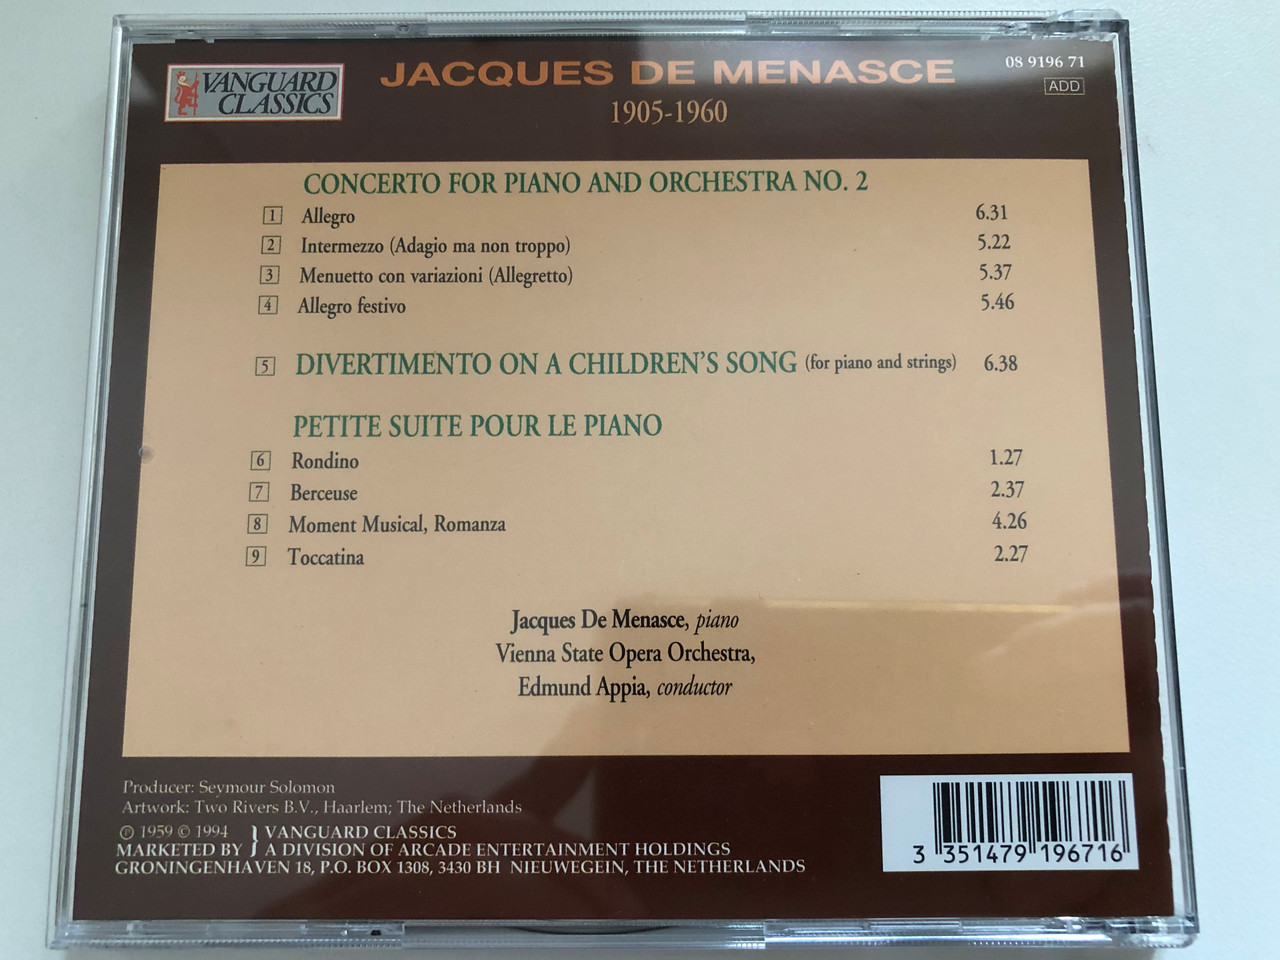 VANGUARD
CLASSICS
JACQUES DE MENASCE
1905-1960
08 9196 71
ADD
CONCERTO FOR PIANO AND ORCHESTRA NO. 2
1 Allegro 6.31
2 Intermezzo (Adagio ma non troppo) 5.22
3 Menuetto con variazioni (Allegretto) 5.37
4 Allegro festivo 5.46
5 DIVERTIMENTO ON A CHILDREN'S SONG (for piano and strings) 6.38
PETITE SUITE POUR LE PIANO
6 Rondino 1.27
7 Berceuse 2.37
8 Moment Musical, Romanza 4.26
9 Toccatina 2.27
Jacques De Menasce, piano
Vienna State Opera Orchestra,
Edmund Appia, conductor
Producer: Seymour Solomon
Artwork: Two Rivers B.V., Haarlem; The Netherlands
℗ 1959 © 1994 } VANGUARD CLASSICS
MARKETED BY } A DIVISION OF ARCADE ENTERTAINMENT HOLDINGS
GRONINGENHAVEN 18, P.O. BOX 1308, 3430 BH NIEUWEGEIN, THE NETHERLANDS
3 351479 196716